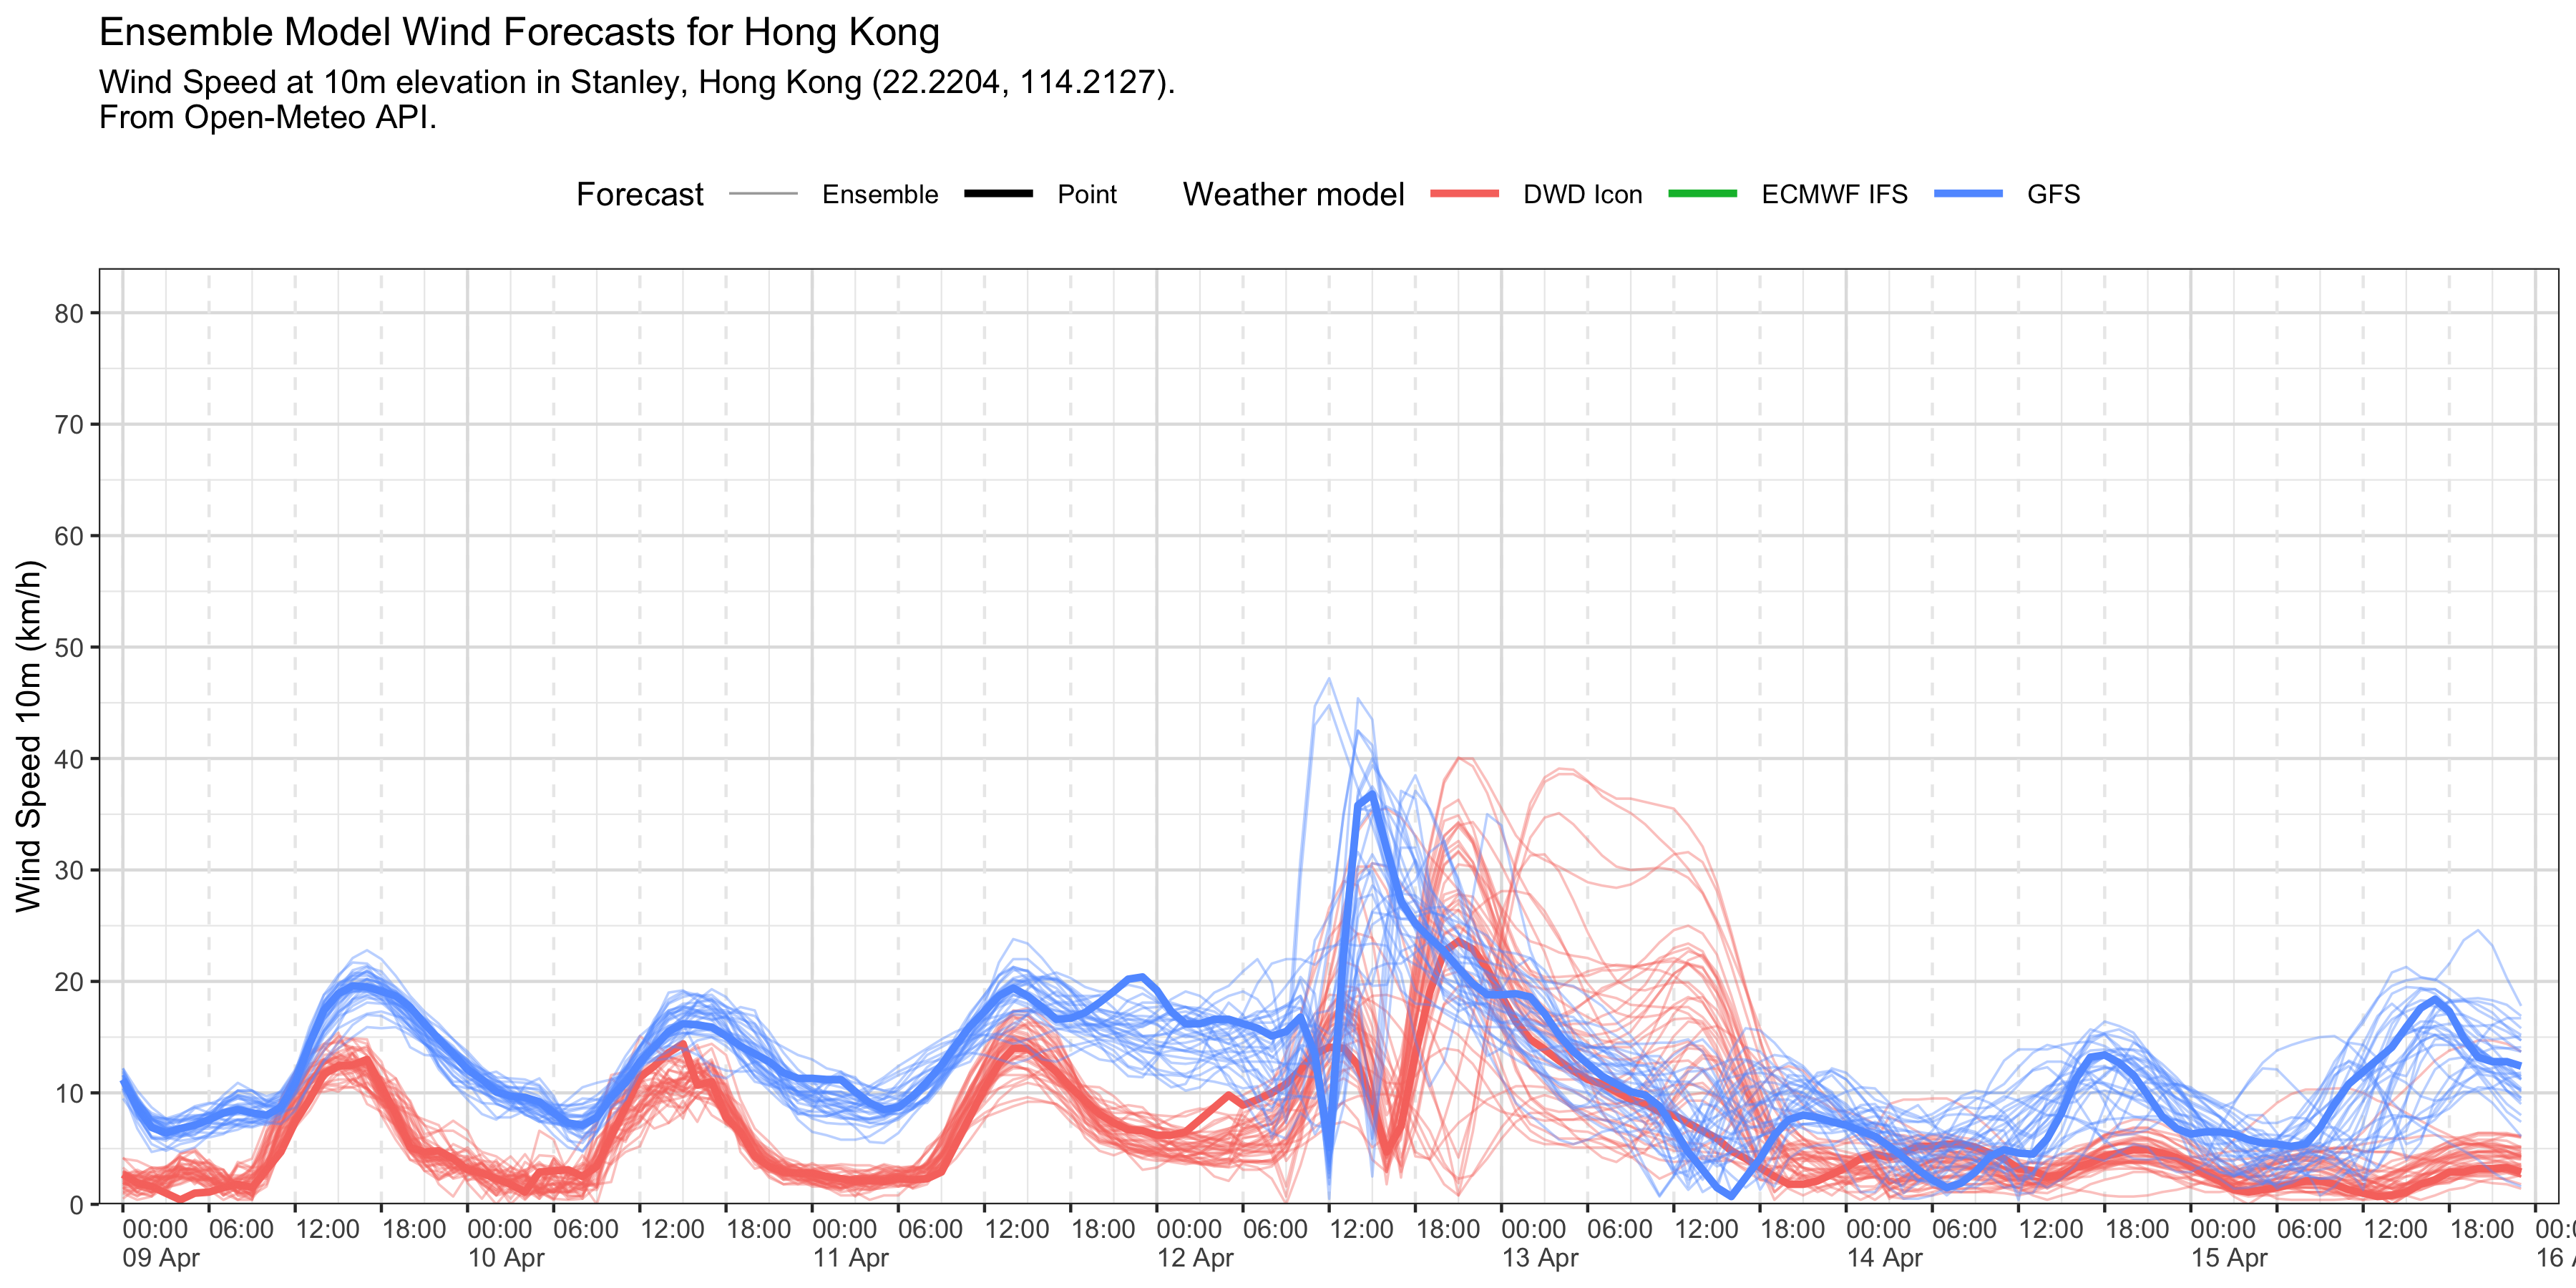 Ensemble Model Wind Forecasts for Hong Kong
Wind Speed at 10m elevation in Stanley, Hong Kong (22.2204, 114.2127).
From Open-Meteo API.
Forecast Ensemble Point Weather model DWD Icon ECMWF IFS GFS
Wind Speed 10m (km/h)
80
70
60
50
40
30
20
10
0
00:00 06:00 12:00 18:00 00:00 06:00 12:00 18:00 00:00 06:00 12:00 18:00 00:00 06:00 12:00 18:00 00:00 06:00 12:00 18:00 00:00 06:00 12:00 18:00 00:00 06:00 12:00 18:00
09 Apr 10 Apr 11 Apr 12 Apr 13 Apr 14 Apr 15 Apr 16